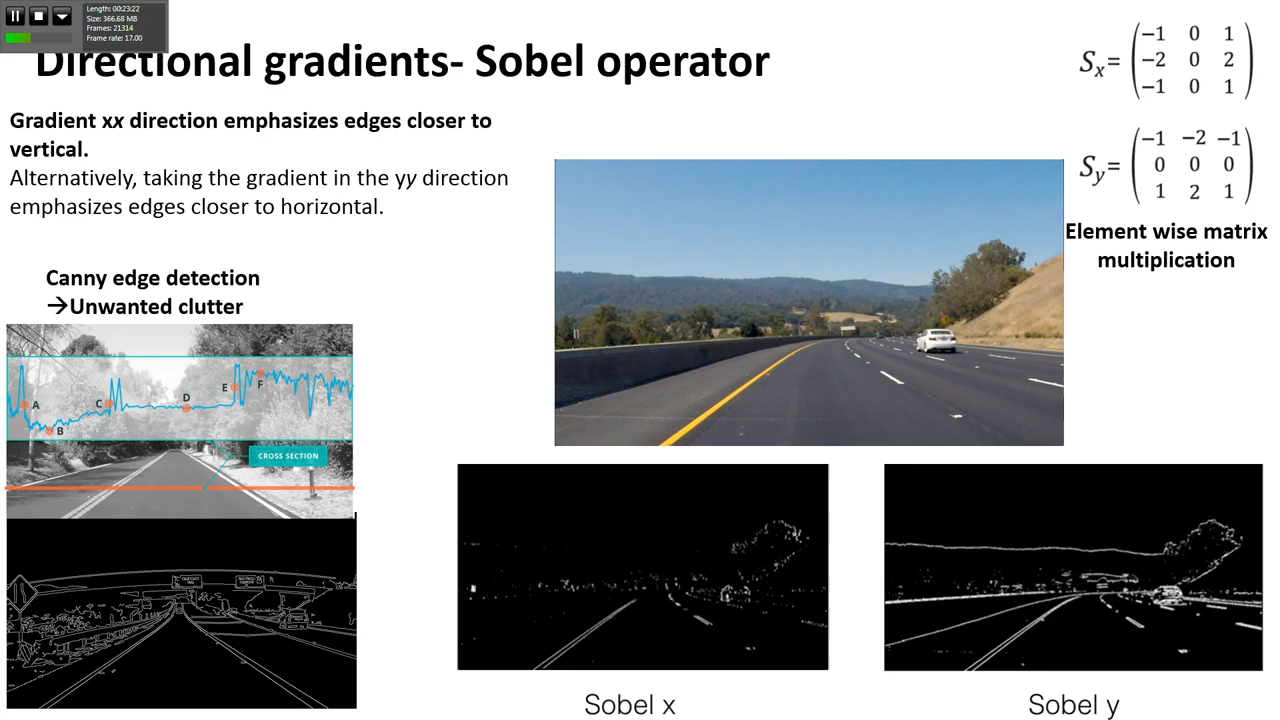 Length: 00:23:22
Size: 366.68 MB
Frames: 21314
Frame rate: 17.00
Directional gradients- Sobel operator
Gradient xx direction emphasizes edges closer to
vertical.
Alternatively, taking the gradient in the yy direction
emphasizes edges closer to horizontal.
Canny edge detection
→Unwanted clutter
A
B
C
D
E
F
CROSS SECTION
Sx=
-1 0 1
-2 0 2
-1 0 1
Sy=
-1 -2 -1
0 0 0
1 2 1
Element wise matrix
multiplication
Sobel x
Sobel y